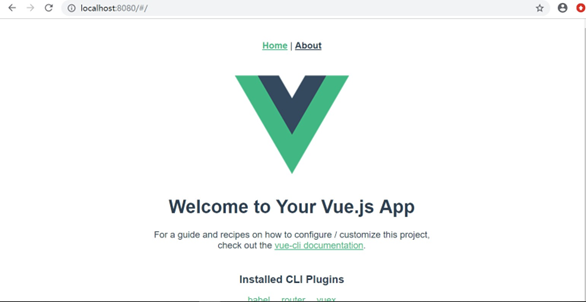 localhost:8080/#/
Home | About
Welcome to Your Vue.js App
For a guide and recipes on how to configure / customize this project,
check out the vue-cli documentation.
Installed CLI Plugins
babel router vuex